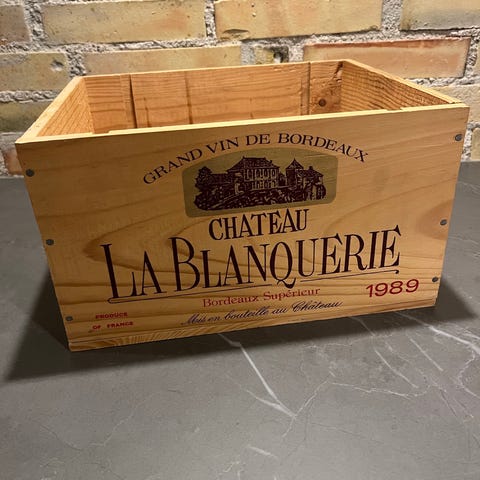 GRAND VIN DE BORDEAUX
CHATEAU
LA BLANQUERIE
Bordeaux Supérieur
1989
PRODUCE
OF FRANCE
Mis en bouteille au Château